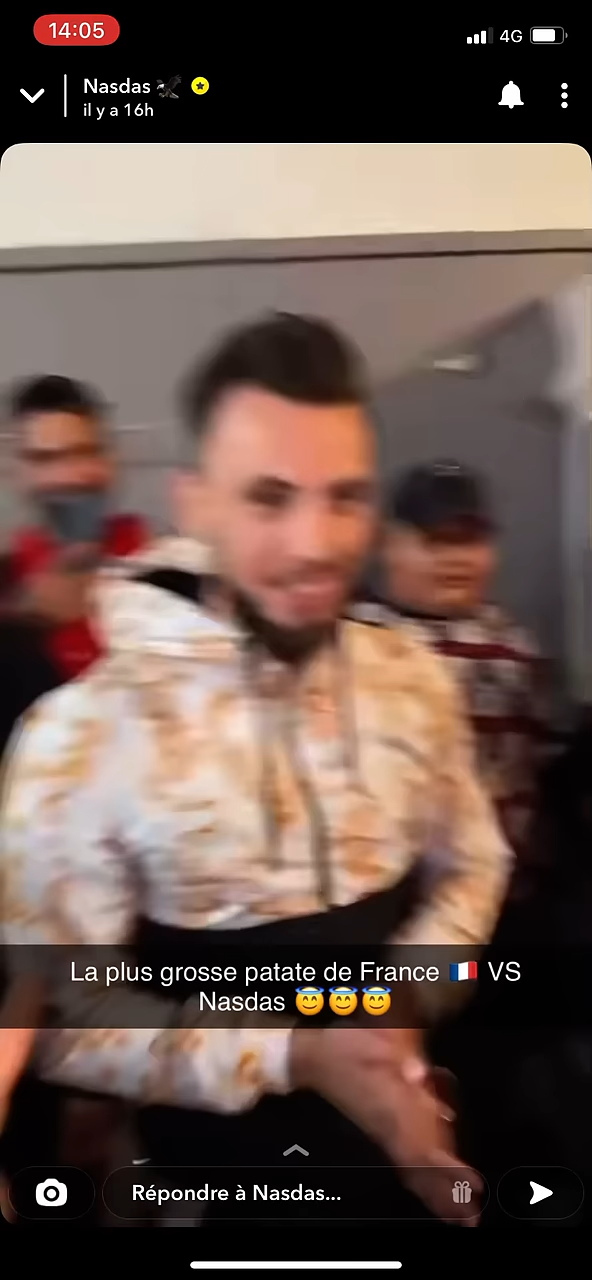 14:05
4G
Nasdas 🦅
il y a 16h
La plus grosse patate de France 🇫🇷 VS
Nasdas 😇😇😇
Répondre à Nasdas...